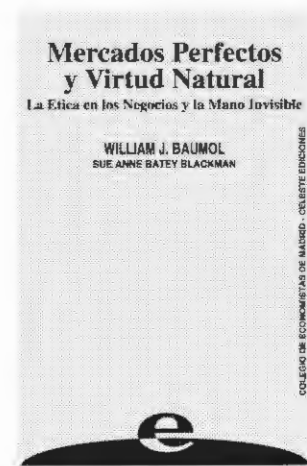 Mercados Perfectos
y Virtud Natural
La Etica en los Negocios y la Mano Invisible
WILLIAM J. BAUMOL
SUE ANNE BATEY BLACKMAN
COLEGIO DE ECONOMISTAS DE MADRID - CELESTE EDICIONES
e